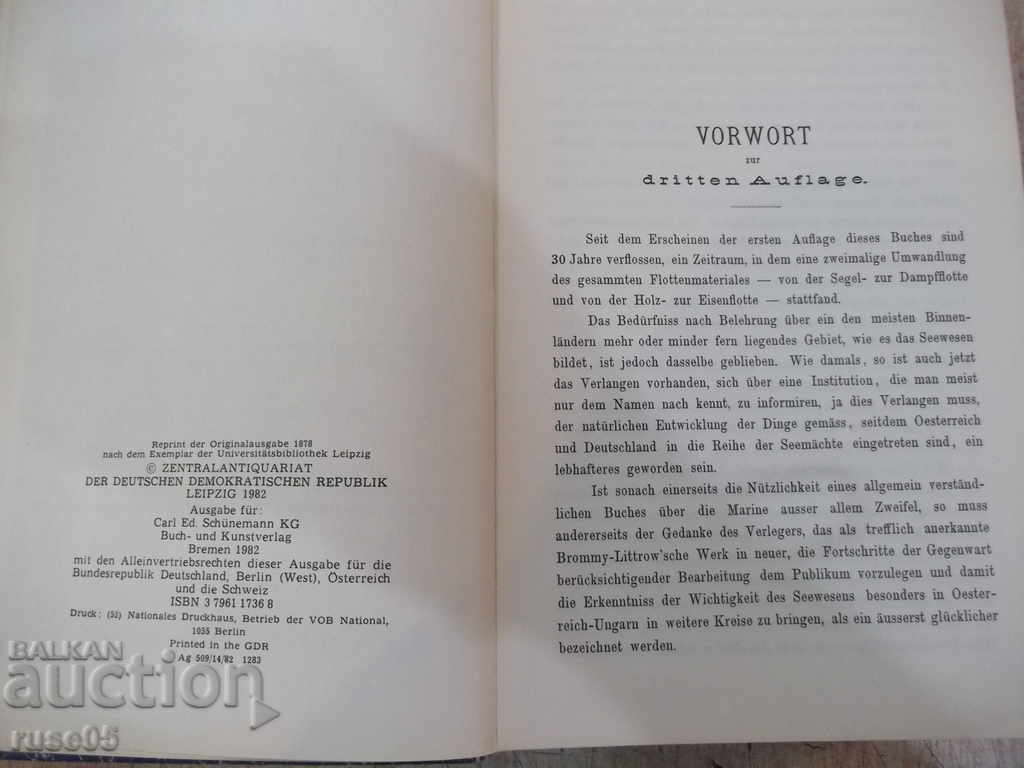 Reprint der Originalausgabe 1878
nach dem Exemplar der Universitätsbibliothek Leipzig
© ZENTRALANTIQUARIAT
DER DEUTSCHEN DEMOKRATISCHEN REPUBLIK
LEIPZIG 1982
Ausgabe für:
Carl Ed. Schünemann KG
Buch- und Kunstverlag
Bremen 1982
mit den Alleinvertriebsrechten dieser Ausgabe für die
Bundesrepublik Deutschland, Berlin (West), Österreich
und die Schweiz
ISBN 3 7961 1736 8
Druck: (52) Nationales Druckhaus, Betrieb der VOB National,
1055 Berlin
Printed in the GDR
Ag 509/14/82 1283
BALKAN
auction
ruse05
VORWORT
zur
dritten Auflage.
Seit dem Erscheinen der ersten Auflage dieses Buches sind
30 Jahre verflossen, ein Zeitraum, in dem eine zweimalige Umwandlung
des gesammten Flottenmateriales — von der Segel- zur Dampfflotte
und von der Holz- zur Eisenflotte — stattfand.
Das Bedürfniss nach Belehrung über ein den meisten Binnen-
ländern mehr oder minder fern liegendes Gebiet, wie es das Seewesen
bildet, ist jedoch dasselbe geblieben. Wie damals, so ist auch jetzt
das Verlangen vorhanden, sich über eine Institution, die man meist
nur dem Namen nach kennt, zu informiren, ja dies Verlangen muss,
der natürlichen Entwicklung der Dinge gemäss, seitdem Oesterreich
und Deutschland in die Reihe der Seemächte eingetreten sind, ein
lebhafteres geworden sein.
Ist sonach einerseits die Nützlichkeit eines allgemein verständ-
lichen Buches über die Marine ausser allem Zweifel, so muss
andererseits der Gedanke des Verlegers, das als trefflich anerkannte
Brommy-Littrow'sche Werk in neuer, die Fortschritte der Gegenwart
berücksichtigender Bearbeitung dem Publikum vorzulegen und damit
die Erkenntniss der Wichtigkeit des Seewesens besonders in Oester-
reich-Ungarn in weitere Kreise zu bringen, als ein äusserst glücklicher
bezeichnet werden.